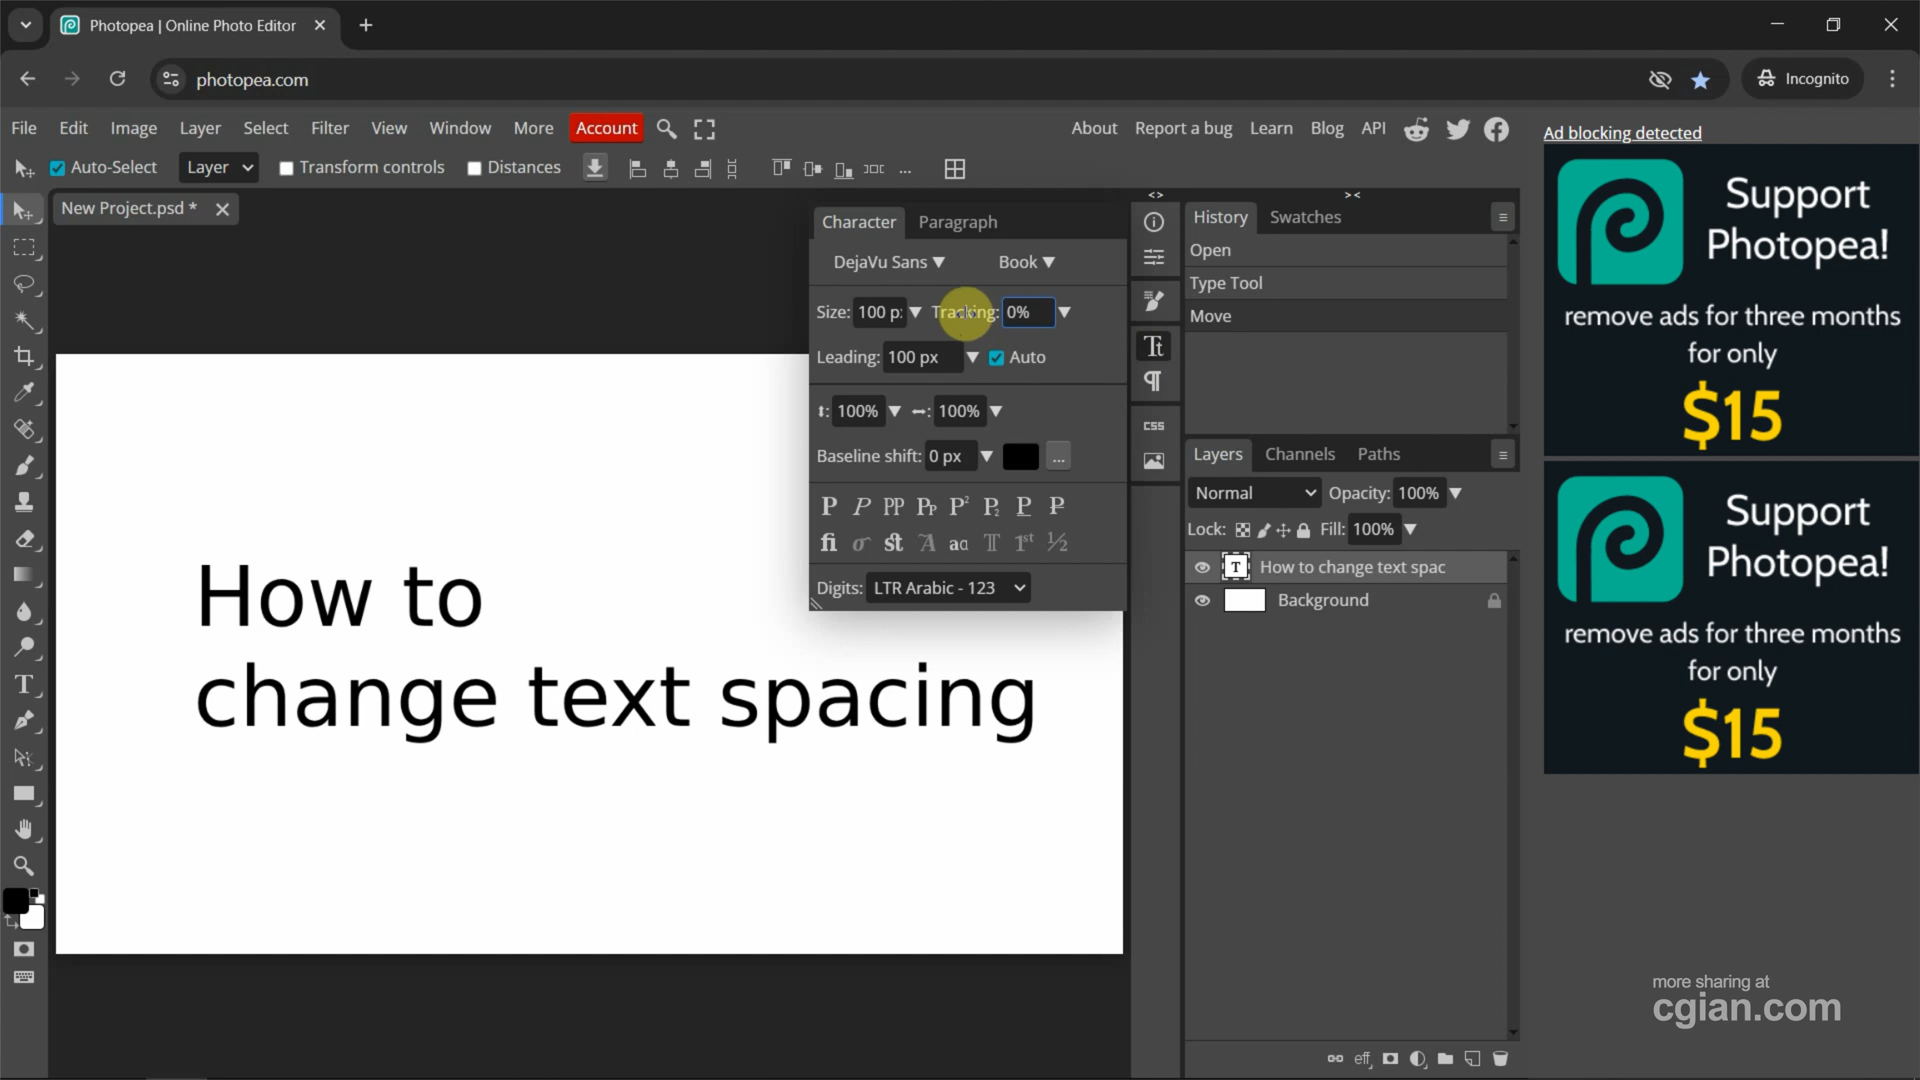 Photopea | Online Photo Editor
photopea.com
Incognito
File Edit Image Layer Select Filter View Window More Account
About Report a bug Learn Blog API
Auto-Select Layer Transform controls Distances ...
New Project.psd *
Character Paragraph
DejaVu Sans Book
Size: 100 p Tracking: 0%
Leading: 100 px Auto
100% 100%
Baseline shift: 0 px ...
Digits: LTR Arabic - 123
How to
change text spacing
CSS
History Swatches
Open
Type Tool
Move
Layers Channels Paths
Normal Opacity: 100%
Lock: Fill: 100%
T How to change text spac
Background
eff
Ad blocking detected
Support
Photopea!
remove ads for three months
for only
$15
Support
Photopea!
remove ads for three months
for only
$15
more sharing at
cgian.com